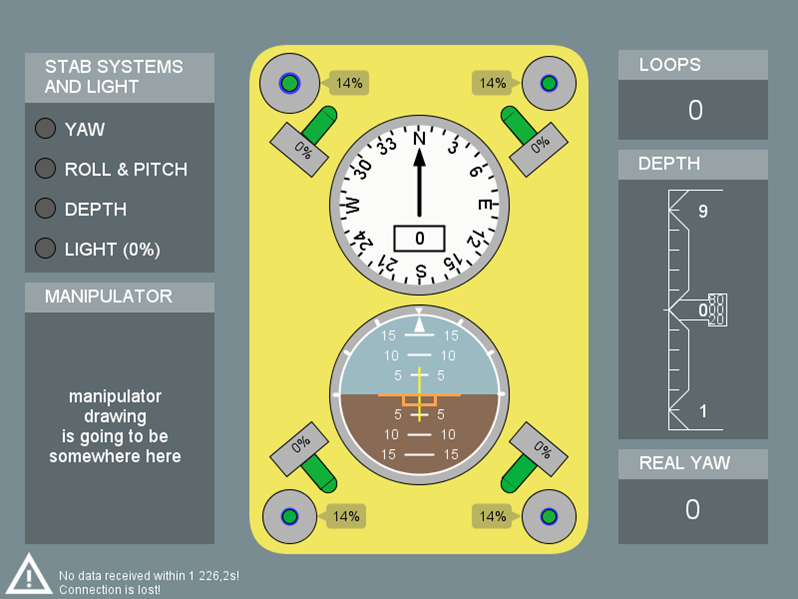 STAB SYSTEMS
AND LIGHT
YAW
ROLL & PITCH
DEPTH
LIGHT (0%)
MANIPULATOR
manipulator
drawing
is going to be
somewhere here
14%
14%
0%
0%
N
3
6
E
12
15
S
21
24
W
30
33
0
15 15
10 10
5 5
5 5
10 10
15 15
0%
0%
14%
14%
LOOPS
0
DEPTH
9
0
1
REAL YAW
0
No data received within 1 226,2s!
Connection is lost!